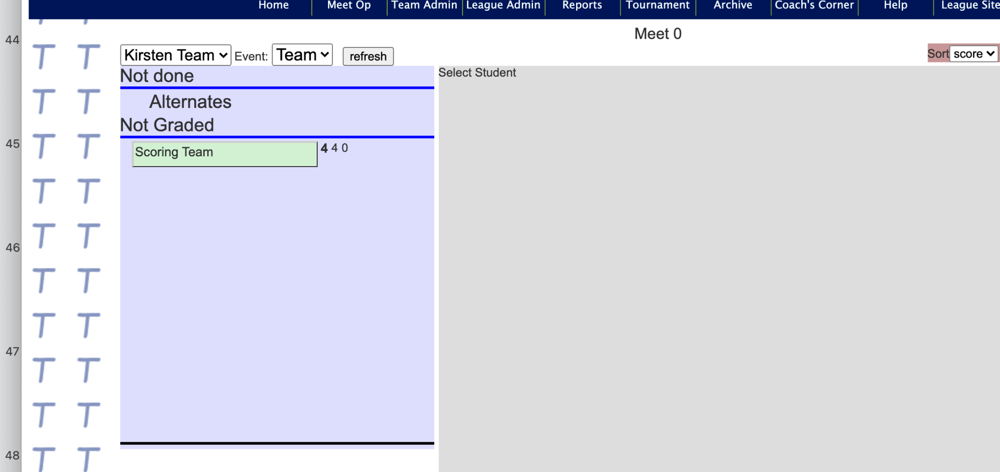 Home Meet Op Team Admin League Admin Reports Tournament Archive Coach's Corner Help League Site
Meet 0
Kirsten Team Event: Team refresh Sort score
Not done
Select Student
Alternates
Not Graded
Scoring Team 4 4 0
44
45
46
47
48
T T
T T
T T
T T
T T
T T
T T
T T
T T
T T